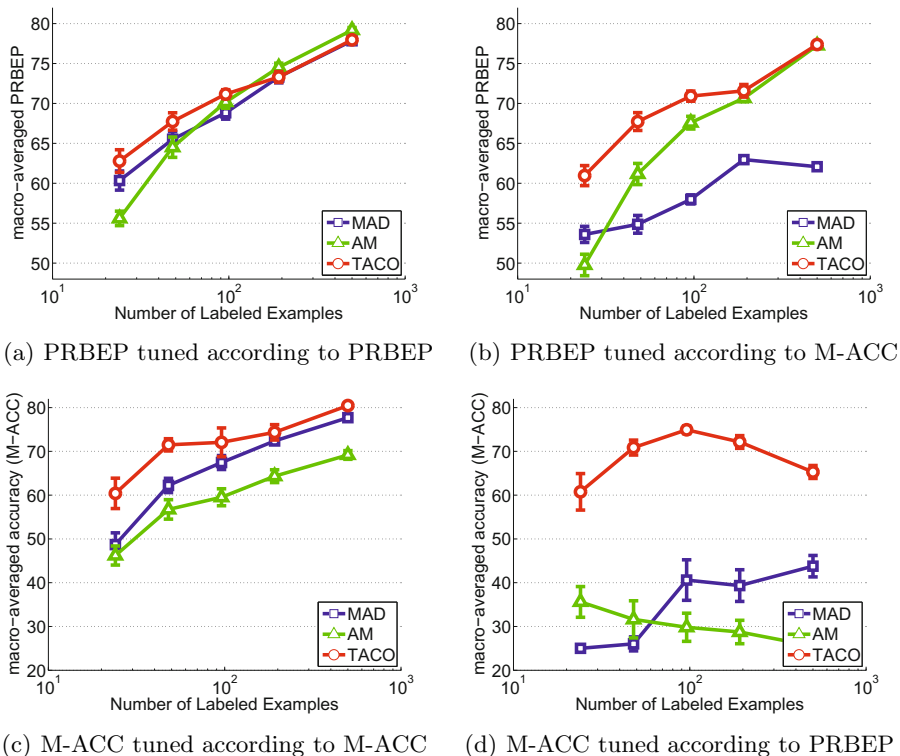 macro-averaged PRBEP
80
75
70
65
60
55
50
10^1
10^2
10^3
Number of Labeled Examples
MAD
AM
TACO
(a) PRBEP tuned according to PRBEP
macro-averaged PRBEP
80
75
70
65
60
55
50
10^1
10^2
10^3
Number of Labeled Examples
MAD
AM
TACO
(b) PRBEP tuned according to M-ACC
macro-averaged accuracy (M-ACC)
80
70
60
50
40
30
20
10^1
10^2
10^3
Number of Labeled Examples
MAD
AM
TACO
(c) M-ACC tuned according to M-ACC
macro-averaged accuracy (M-ACC)
80
70
60
50
40
30
20
10^1
10^2
10^3
Number of Labeled Examples
MAD
AM
TACO
(d) M-ACC tuned according to PRBEP